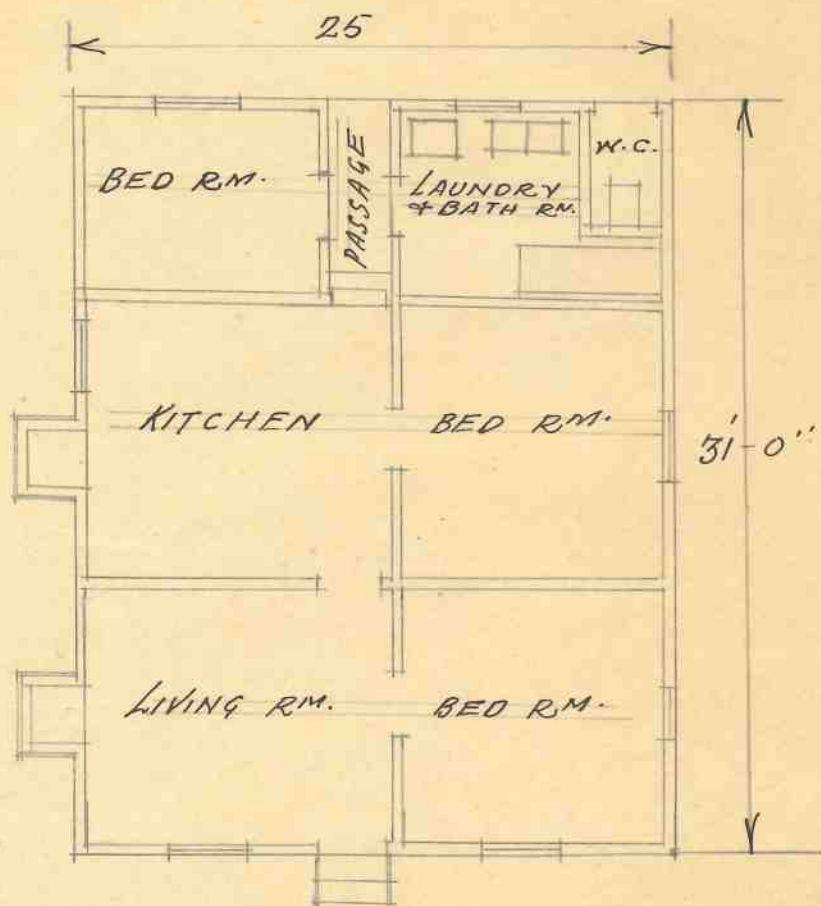 25
BED RM.
PASSAGE
LAUNDRY
& BATH RM.
W.C.
KITCHEN
BED RM.
31'-0"
LIVING RM.
BED RM.